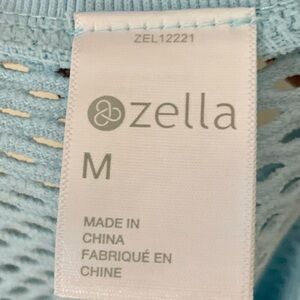 ZEL12221
zella
M
MADE IN
CHINA
FABRIQUÉ EN
CHINE